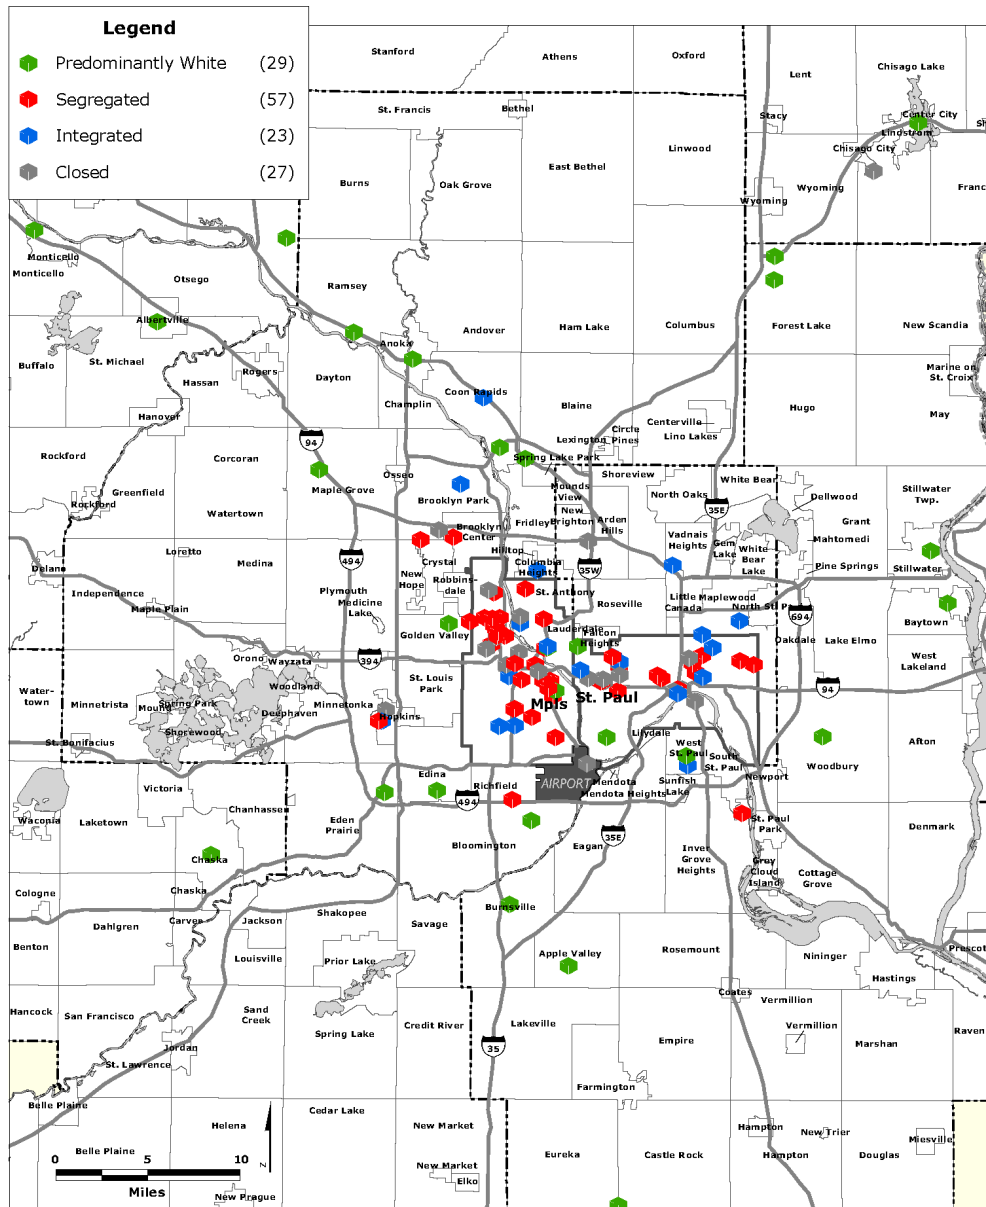 Legend
Predominantly White (29)
Segregated (57)
Integrated (23)
Closed (27)
Stanford
Athens
Oxford
Lent
Chisago Lake
St. Francis
Bethel
Stacy
Center City
Lindstrom
Chisago City
Linwood
East Bethel
Burns
Oak Grove
Wyoming
Wyoming
Franc
Monticello
Monticello
Otsego
Ramsey
Albertville
Anoka
Andover
Ham Lake
Columbus
Forest Lake
New Scandia
Buffalo
St. Michael
Rogers
Hassan
Dayton
Coon Rapids
Marine on
St. Croix
Champlin
Blaine
Hugo
May
Hanover
Circle
Pines
Lexington
Centerville
Lino Lakes
94
Rockford
Corcoran
Spring Lake Park
Osseo
Maple Grove
Shoreview
Mounds
View
North Oaks
White Bear
Dellwood
Stillwater
Twp.
Rockford
Greenfield
Watertown
Brooklyn Park
New
Brighton
Arden
Hills
35E
Grant
Fridley
Brooklyn
Center
Vadnais
Heights
Gem
Lake
White
Bear
Lake
Mahtomedi
Loretto
Medina
494
Hilltop
Crystal
Columbia
Heights
35W
Pine Springs
Stillwater
Delano
Independence
Maple Plain
Plymouth
Medicine
Lake
New
Hope
Robbins-
dale
St. Anthony
Roseville
Little
Canada
Maplewood
North St. Pa
694
Baytown
Golden Valley
Lauderdale
Falcon
Heights
Oakdale
Lake Elmo
Orono
Wayzata
394
West
Lakeland
Water-
town
Minnetrista
Mound
Spring Park
Woodland
Deephaven
Shorewood
Minnetonka
St. Louis
Park
Hopkins
Mpls
St. Paul
94
St. Bonifacius
Lilydale
West
St. Paul
South
St. Paul
Afton
Woodbury
Victoria
Chanhassen
Edina
Richfield
AIRPORT
Mendota
Mendota Heights
Sunfish
Lake
Newport
Waconia
Laketown
Eden
Prairie
494
35E
St. Paul
Park
Denmark
Chaska
Bloomington
Eagan
Inver
Grove
Heights
Grey
Cloud
Island
Cottage
Grove
Cologne
Chaska
Carver
Jackson
Shakopee
Savage
Burnsville
Dahlgren
Benton
Louisville
Prior Lake
Apple Valley
Rosemount
Nininger
Prescot
Hastings
Coates
Hancock
San Francisco
Sand
Creek
Spring Lake
Credit River
Lakeville
Vermillion
Vermillion
Raven
Jordan
St. Lawrence
35
Empire
Marshan
Farmington
Belle Plaine
Cedar Lake
Helena
New Market
Hampton
New Trier
Miesville
Belle Plaine
Eureka
Castle Rock
Hampton
Douglas
0 5 10
Miles
N
New Market
Elko
New Prague